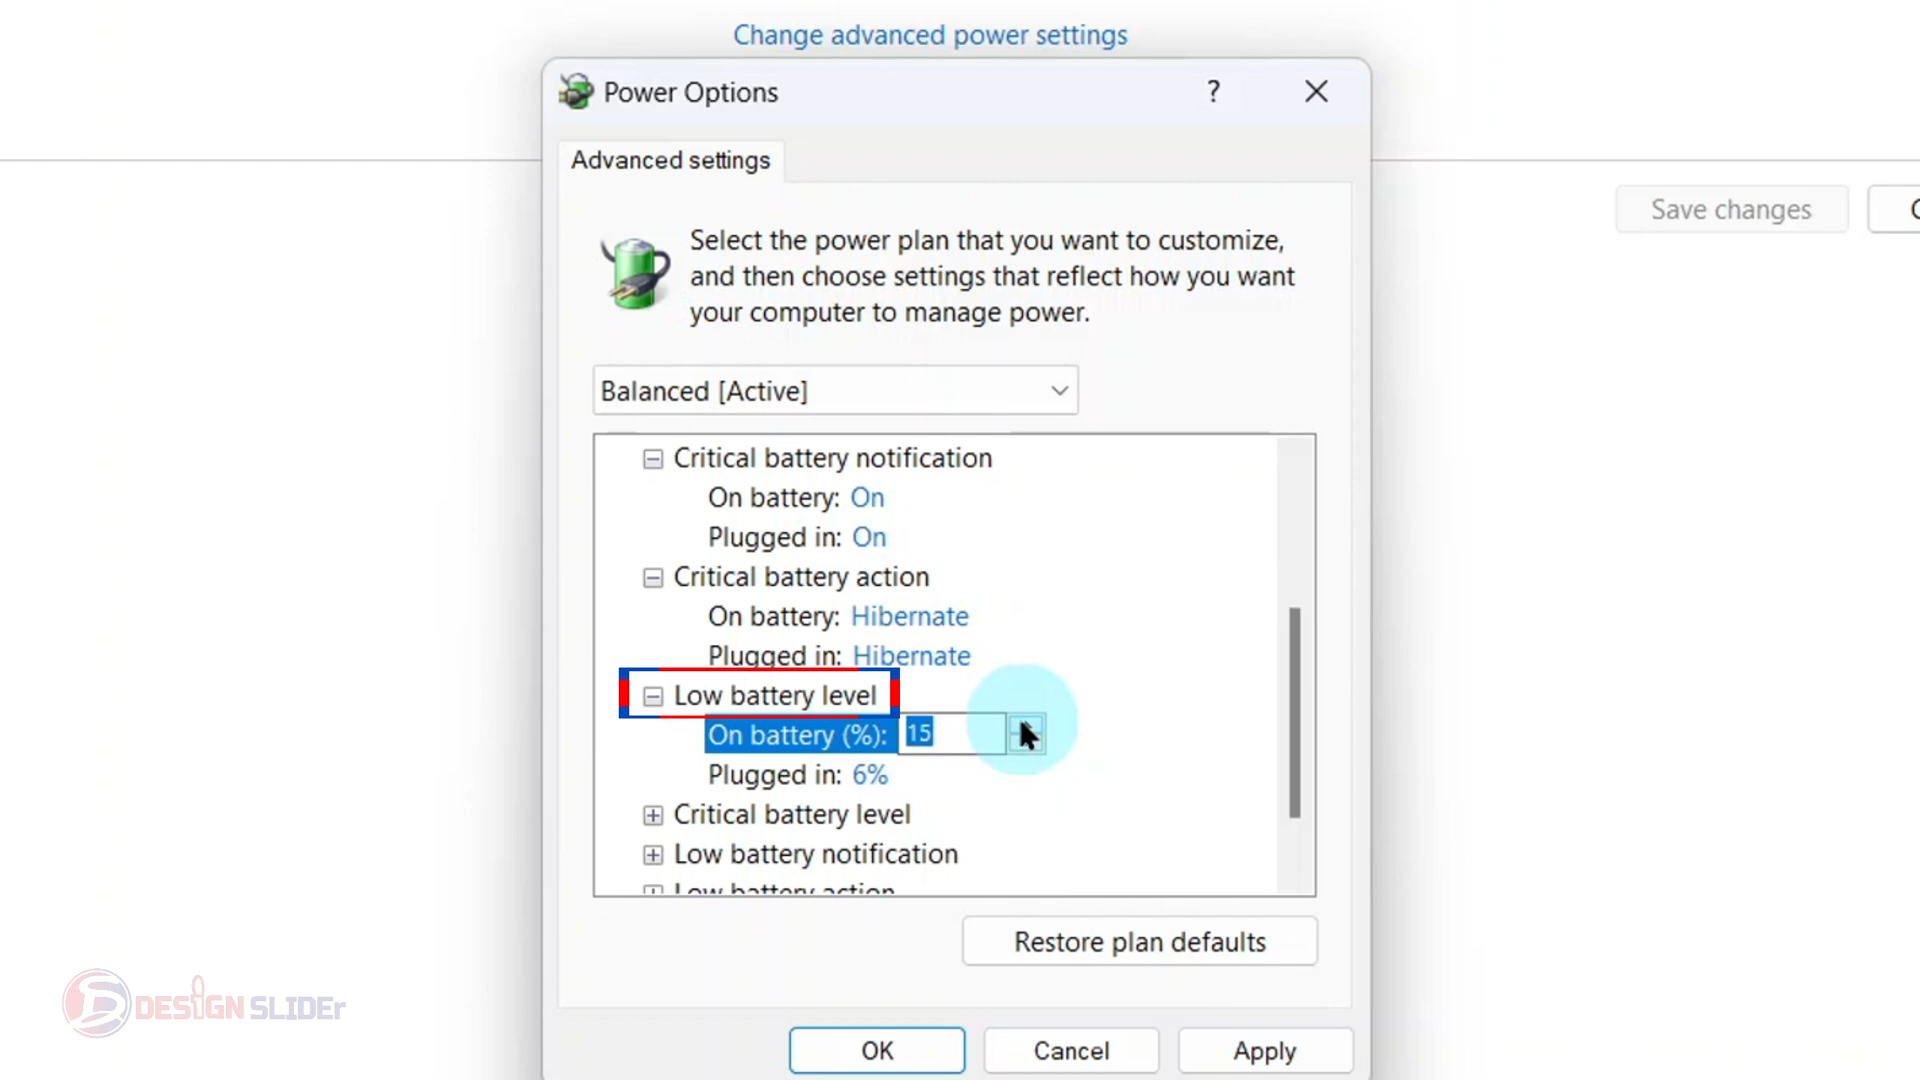 Change advanced power settings
Power Options
?
Advanced settings
Save changes
Select the power plan that you want to customize,
and then choose settings that reflect how you want
your computer to manage power.
Balanced [Active]
Critical battery notification
On battery: On
Plugged in: On
Critical battery action
On battery: Hibernate
Plugged in: Hibernate
Low battery level
On battery (%): 15
Plugged in: 6%
Critical battery level
Low battery notification
Low battery action
Restore plan defaults
DESIGN SLIDEr
OK
Cancel
Apply